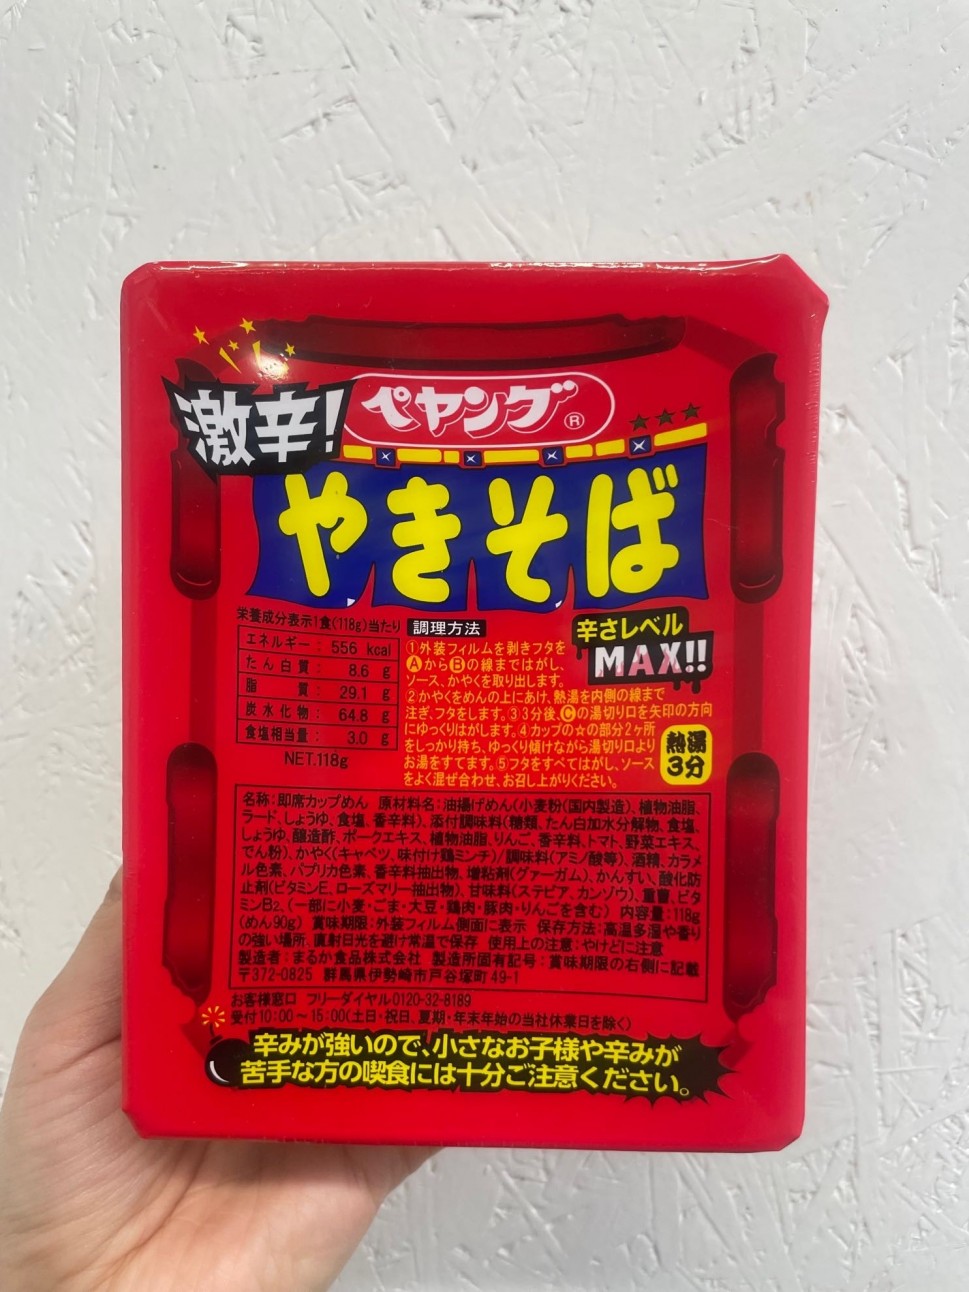 激辛!
ペヤング®
やきそば
栄養成分表示1食(118g)当たり
エネルギー:556 kcal
たん白質:8.6 g
脂質:29.1 g
炭水化物:64.8 g
食塩相当量:3.0 g
NET.118g
調理方法
①外装フィルムを剥きフタを
ⒶからⒷの線まではがし、
ソース、かやくを取り出します。
②かやくをめんの上にあけ、熱湯を内側の線まで
注ぎ、フタをします。③3分後、Ⓒの湯切り口を矢印の方向
にゆっくりはがします。④カップの☆の部分2ヶ所
をしっかり持ち、ゆっくり傾けながら湯切り口より
お湯をすてます。⑤フタをすべてはがし、ソース
をよく混ぜ合わせ、お召し上がりください。
辛さレベル
MAX!!
熱湯
3分
名称:即席カップめん 原材料名:油揚げめん(小麦粉(国内製造)、植物油脂、
ラード、しょうゆ、食塩、香辛料)、添付調味料(糖類、たん白加水分解物、食塩、
しょうゆ、醸造酢、ポークエキス、植物油脂、りんご、香辛料、トマト、野菜エキス、
でん粉)、かやく(キャベツ、味付け鶏ミンチ)/調味料(アミノ酸等)、酒精、カラメ
ル色素、パプリカ色素、香辛料抽出物、増粘剤(グァーガム)、かんすい、酸化防
止剤(ビタミンE、ローズマリー抽出物)、甘味料(ステビア、カンゾウ)、重曹、ビタ
ミンB2、(一部に小麦・ごま・大豆・鶏肉・豚肉・りんごを含む) 内容量:118g
(めん90g) 賞味期限:外装フィルム側面に表示 保存方法:高温多湿や香り
の強い場所、直射日光を避け常温で保存 使用上の注意:やけどに注意
製造者:まるか食品株式会社 製造所固有記号:賞味期限の右側に記載
〒372-0825 群馬県伊勢崎市戸谷塚町49-1
お客様窓口 フリーダイヤル0120-32-8189
受付10:00~15:00(土日・祝日、夏期・年末年始の当社休業日を除く)
辛みが強いので、小さなお子様や辛みが
苦手な方の喫食には十分ご注意ください。